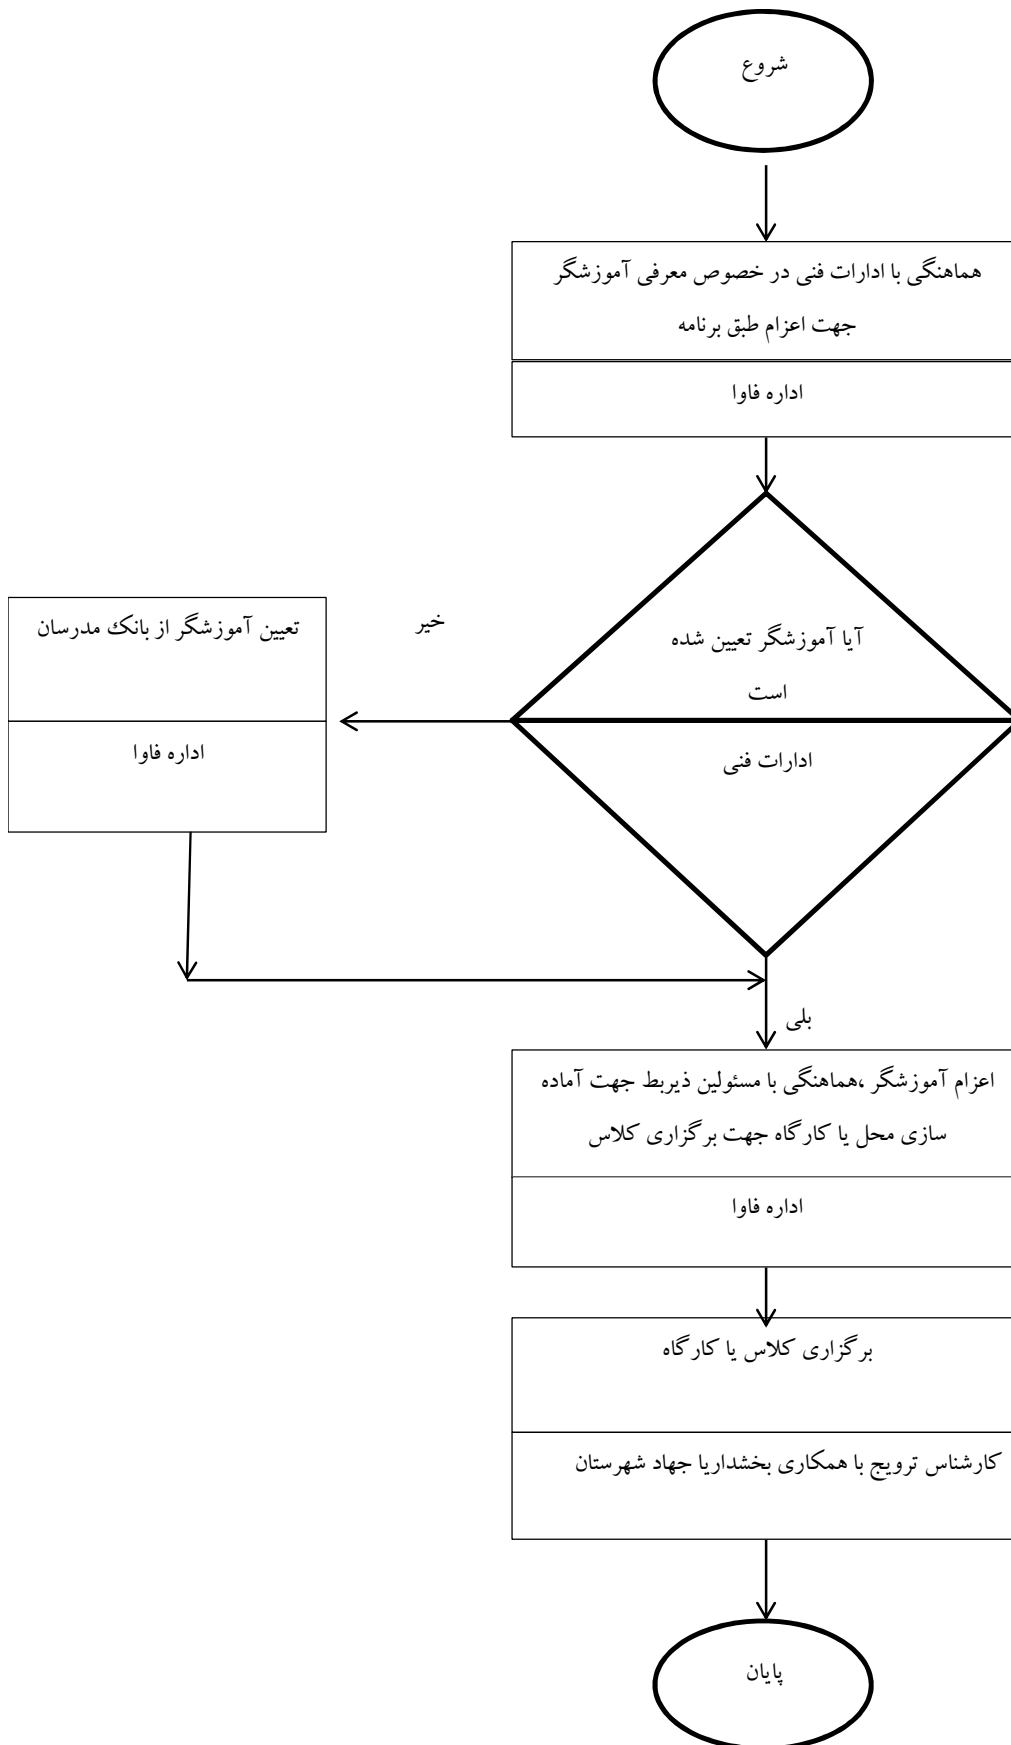 شروع
هماهنگی با ادارات فنی در خصوص معرفی آموزشگر
جهت اعزام طبق برنامه
اداره فاوا
آیا آموزشگر تعیین شده
است
ادارات فنی
خیر
تعیین آموزشگر از بانک مدرسان
اداره فاوا
بلی
اعزام آموزشگر ،هماهنگی با مسئولین ذیربط جهت آماده
سازی محل یا کارگاه جهت برگزاری کلاس
اداره فاوا
برگزاری کلاس یا کارگاه
کارشناس ترویج با همکاری بخشداریا جهاد شهرستان
پایان